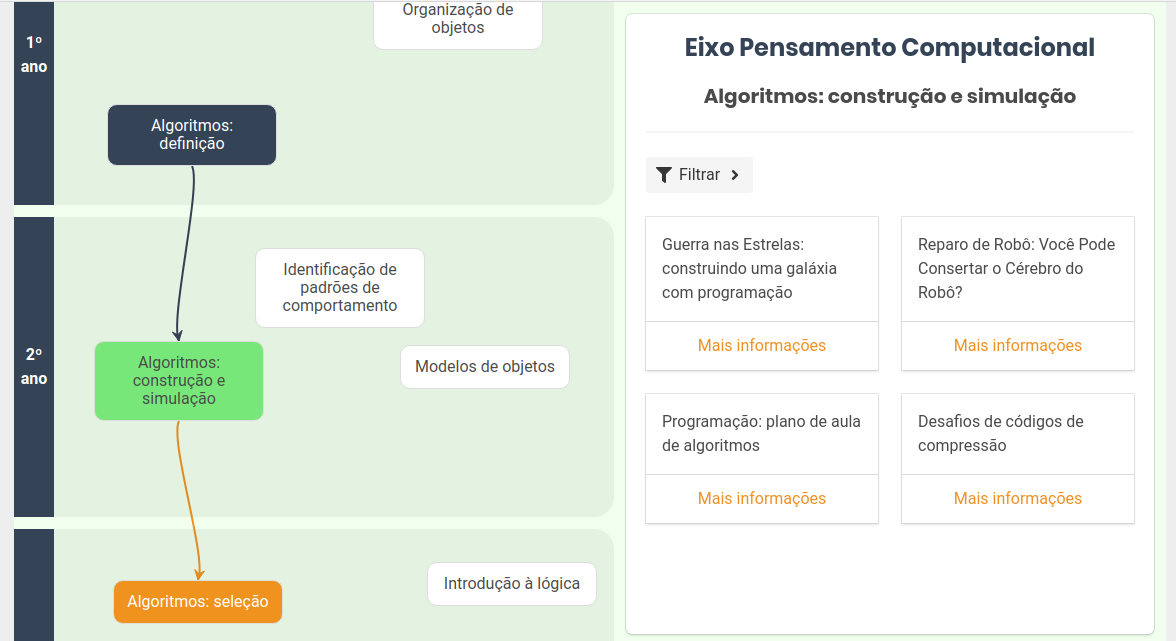 Organização de
objetos
1º
ano
Algoritmos:
definição
Identificação de
padrões de
comportamento
2º
ano
Algoritmos:
construção e
simulação
Modelos de objetos
Introdução à lógica
Algoritmos: seleção
Eixo Pensamento Computacional
Algoritmos: construção e simulação
Filtrar
Guerra nas Estrelas:
construindo uma galáxia
com programação
Mais informações
Reparo de Robô: Você Pode
Consertar o Cérebro do
Robô?
Mais informações
Programação: plano de aula
de algoritmos
Mais informações
Desafios de códigos de
compressão
Mais informações